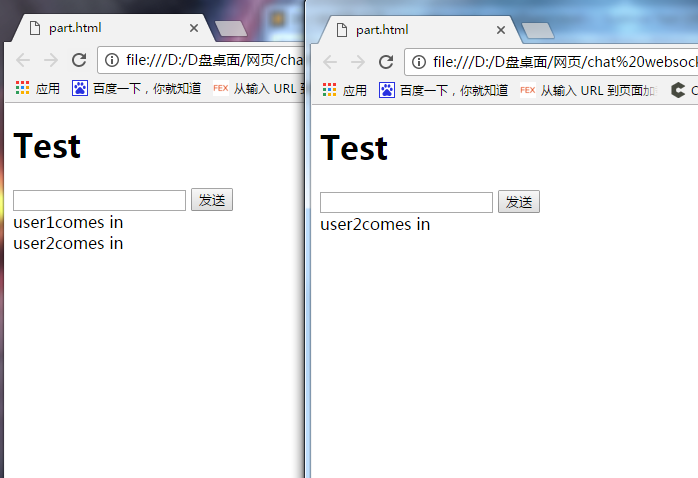 part.html
file:///D:/D盘桌面/网页/cha
应用 百度一下，你就知道 FEX 从输入 URL 到
Test
发送
user1comes in
user2comes in
part.html
file:///D:/D盘桌面/网页/chat%20websock
应用 百度一下，你就知道 FEX 从输入 URL 到页面加
Test
发送
user2comes in